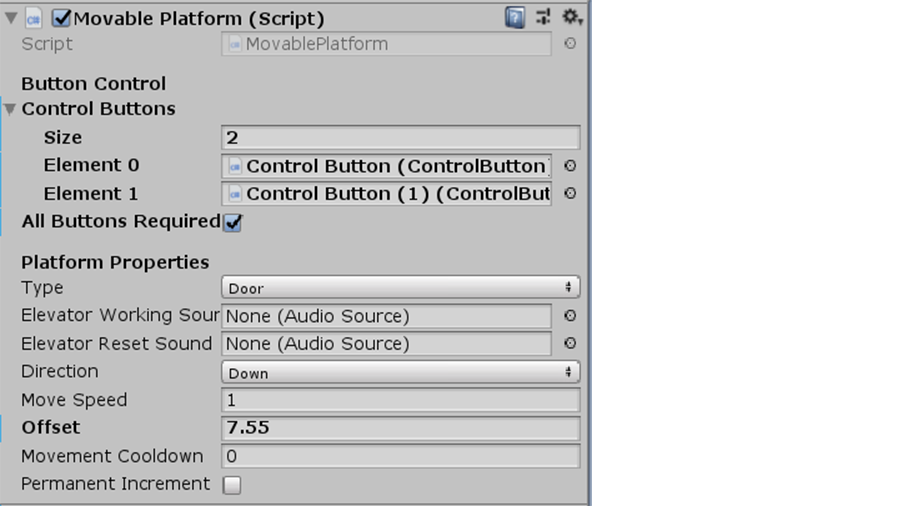 Movable Platform (Script)
Script MovablePlatform
Button Control
Control Buttons
Size 2
Element 0 Control Button (ControlButton)
Element 1 Control Button (1) (ControlBut
All Buttons Required
Platform Properties
Type Door
Elevator Working Sour None (Audio Source)
Elevator Reset Sound None (Audio Source)
Direction Down
Move Speed 1
Offset 7.55
Movement Cooldown 0
Permanent Increment